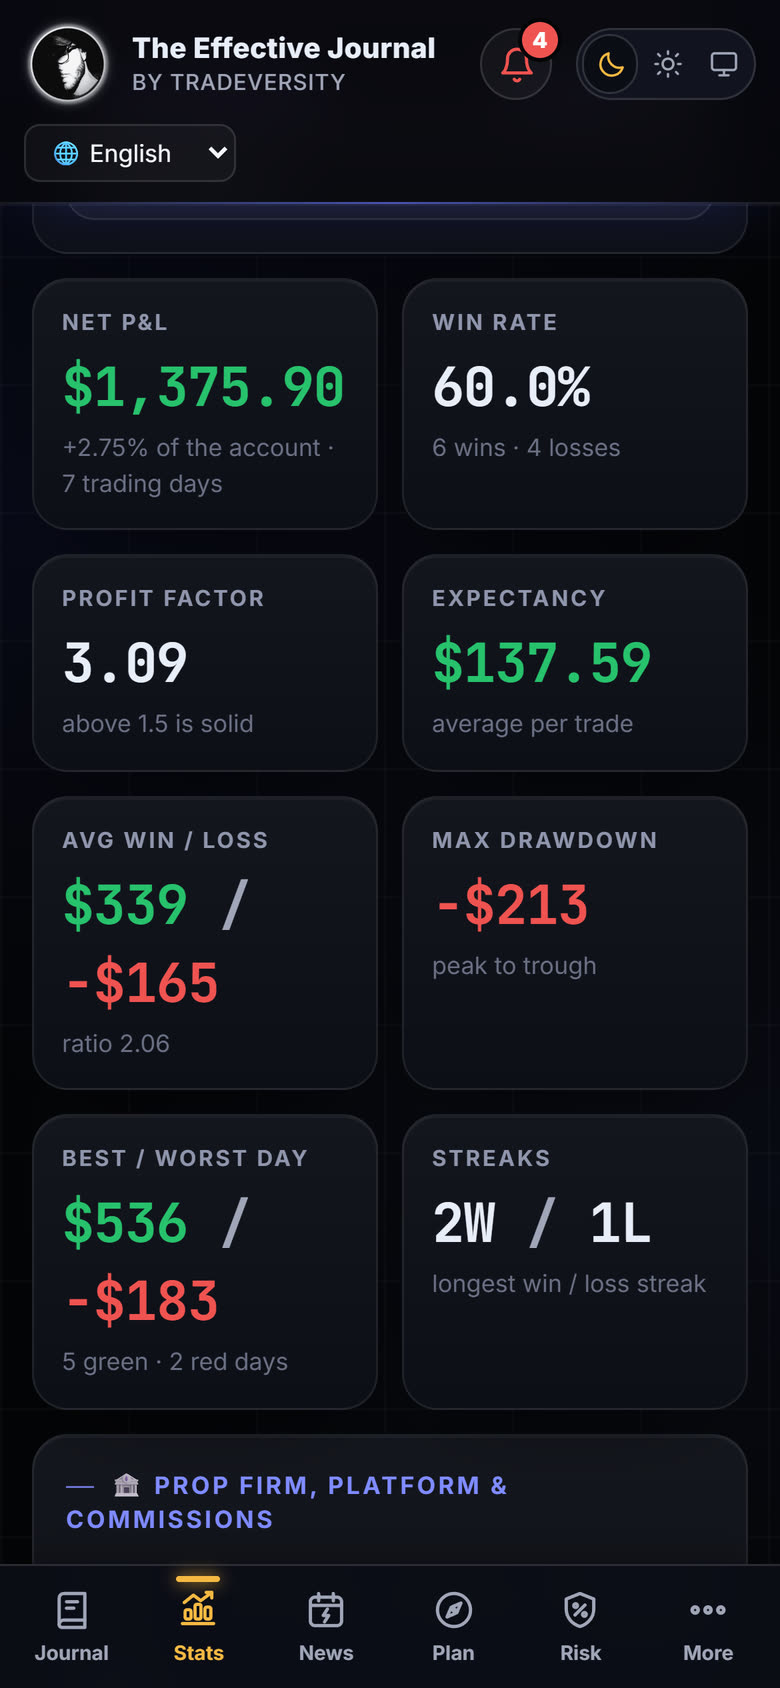 The Effective Journal
BY TRADEVERSITY
4
English
NET P&L
$1,375.90
+2.75% of the account ·
7 trading days
WIN RATE
60.0%
6 wins · 4 losses
PROFIT FACTOR
3.09
above 1.5 is solid
EXPECTANCY
$137.59
average per trade
AVG WIN / LOSS
$339 /
-$165
ratio 2.06
MAX DRAWDOWN
-$213
peak to trough
BEST / WORST DAY
$536 /
-$183
5 green · 2 red days
STREAKS
2W / 1L
longest win / loss streak
— PROP FIRM, PLATFORM &
COMMISSIONS
Journal
Stats
News
Plan
Risk
More